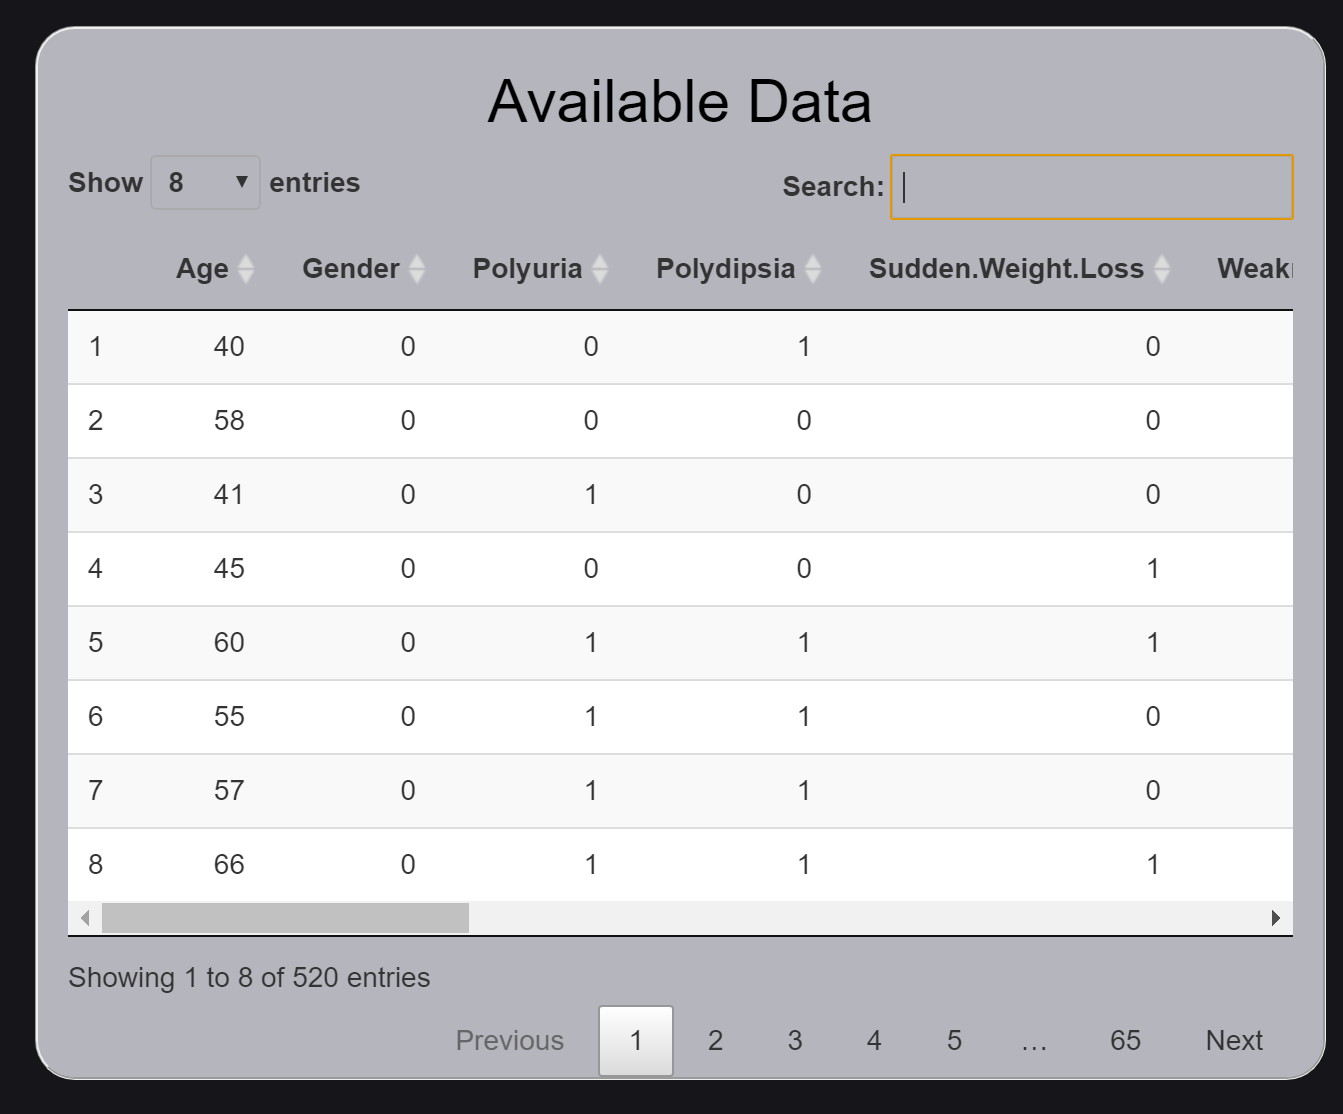 Available Data
Show 8 entries Search:
Age Gender Polyuria Polydipsia Sudden.Weight.Loss Weak
1 40 0 0 1 0
2 58 0 0 0 0
3 41 0 1 0 0
4 45 0 0 0 1
5 60 0 1 1 1
6 55 0 1 1 0
7 57 0 1 1 0
8 66 0 1 1 1
Showing 1 to 8 of 520 entries
Previous 1 2 3 4 5 … 65 Next